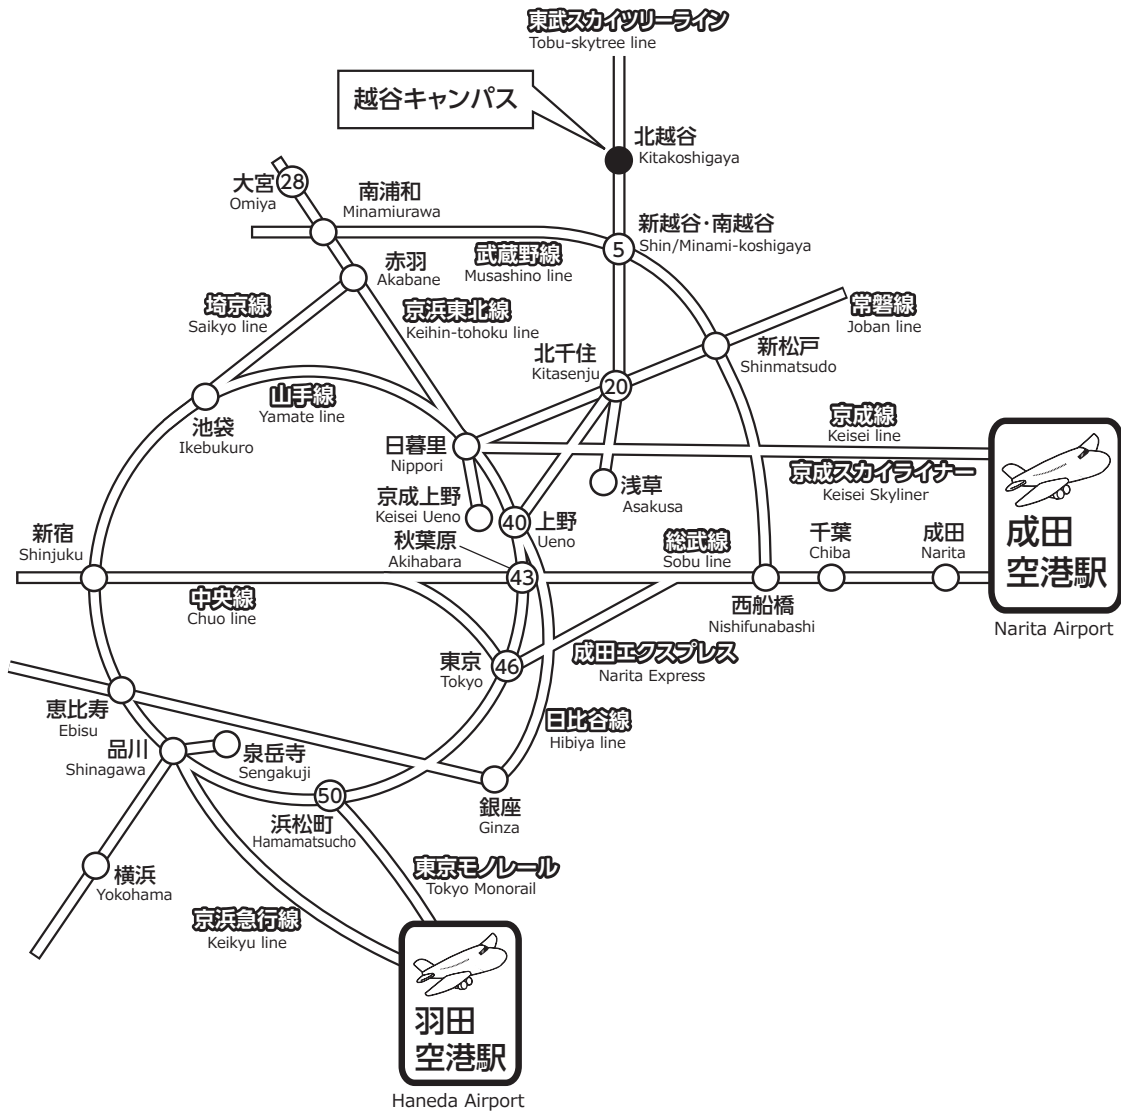 東武スカイツリーライン
Tobu-skytree line
越谷キャンパス
北越谷
Kitakoshigaya
大宮
Omiya
28
南浦和
Minamiurawa
新越谷・南越谷
Shin/Minami-koshigaya
5
武蔵野線
Musashino line
赤羽
Akabane
埼京線
Saikyo line
京浜東北線
Keihin-tohoku line
常磐線
Joban line
北千住
Kitasenju
20
新松戸
Shinmatsudo
山手線
Yamate line
池袋
Ikebukuro
日暮里
Nippori
京成線
Keisei line
京成スカイライナー
Keisei Skyliner
京成上野
Keisei Ueno
浅草
Asakusa
40
上野
Ueno
新宿
Shinjuku
秋葉原
Akihabara
43
総武線
Sobu line
千葉
Chiba
成田
Narita
成田
空港駅
Narita Airport
中央線
Chuo line
西船橋
Nishifunabashi
東京
Tokyo
46
成田エクスプレス
Narita Express
恵比寿
Ebisu
日比谷線
Hibiya line
品川
Shinagawa
泉岳寺
Sengakuji
50
浜松町
Hamamatsucho
銀座
Ginza
横浜
Yokohama
東京モノレール
Tokyo Monorail
京浜急行線
Keikyu line
羽田
空港駅
Haneda Airport